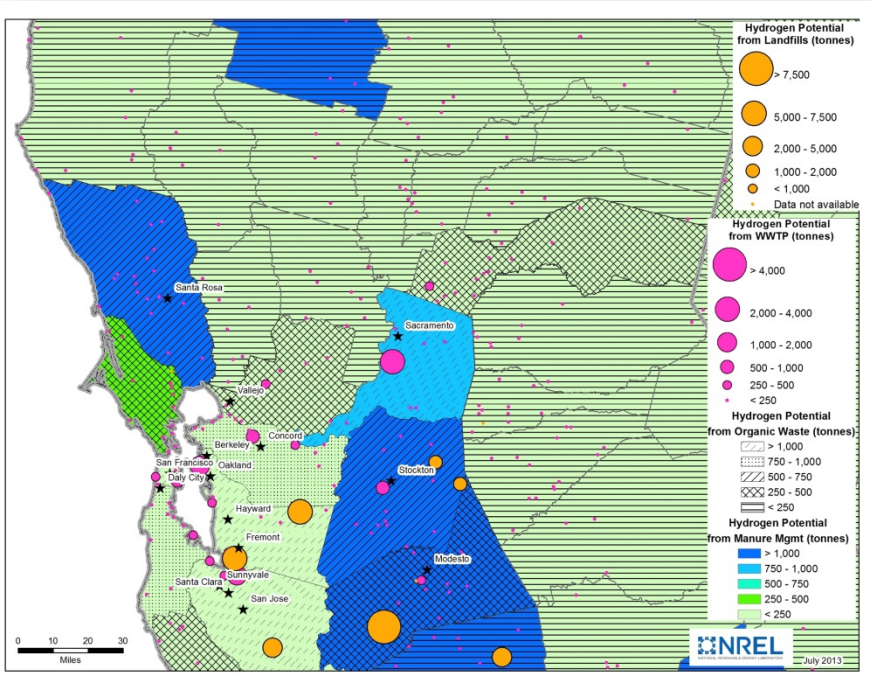 Hydrogen Potential
from Landfills (tonnes)
> 7,500
5,000 - 7,500
2,000 - 5,000
1,000 - 2,000
< 1,000
Data not available
Hydrogen Potential
from WWTP (tonnes)
> 4,000
2,000 - 4,000
1,000 - 2,000
500 - 1,000
250 - 500
< 250
Hydrogen Potential
from Organic Waste (tonnes)
> 1,000
750 - 1,000
500 - 750
250 - 500
< 250
Hydrogen Potential
from Manure Mgmt (tonnes)
> 1,000
750 - 1,000
500 - 750
250 - 500
< 250
Santa Rosa
Sacramento
Vallejo
Concord
Berkeley
San Francisco
Oakland
Daly City
Stockton
Hayward
Fremont
Modesto
Sunnyvale
Santa Clara
San Jose
0 10 20 30
Miles
NREL
NATIONAL RENEWABLE ENERGY LABORATORY
July 2013